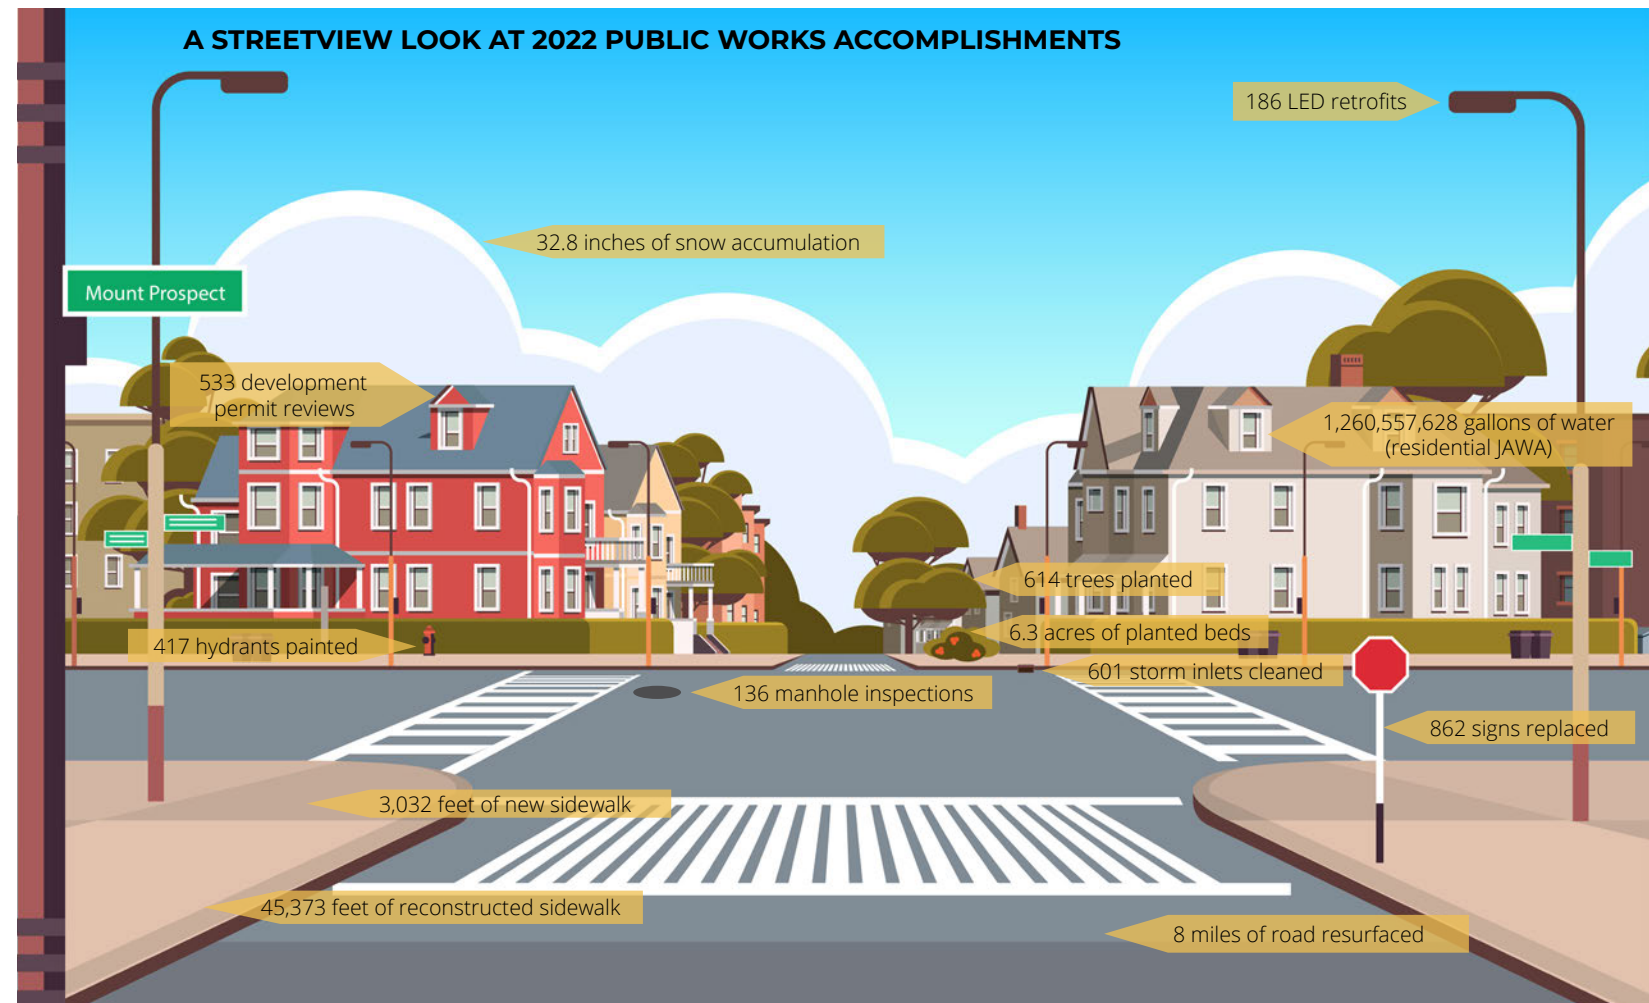 A STREETVIEW LOOK AT 2022 PUBLIC WORKS ACCOMPLISHMENTS
186 LED retrofits
32.8 inches of snow accumulation
Mount Prospect
533 development
permit reviews
1,260,557,628 gallons of water
(residential JAWA)
614 trees planted
6.3 acres of planted beds
417 hydrants painted
601 storm inlets cleaned
136 manhole inspections
862 signs replaced
3,032 feet of new sidewalk
45,373 feet of reconstructed sidewalk
8 miles of road resurfaced